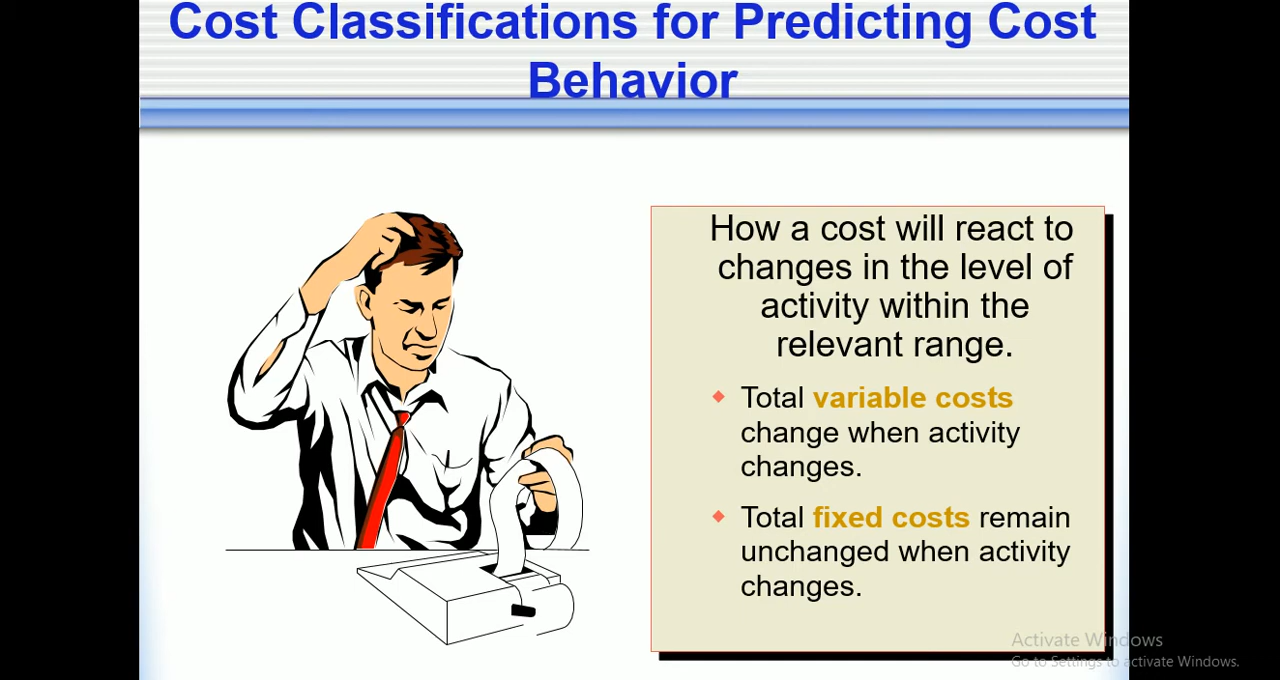 Cost Classifications for Predicting Cost
Behavior
How a cost will react to
changes in the level of
activity within the
relevant range.
Total variable costs
change when activity
changes.
Total fixed costs remain
unchanged when activity
changes.
Activate Windows
Go to Settings to activate Windows.